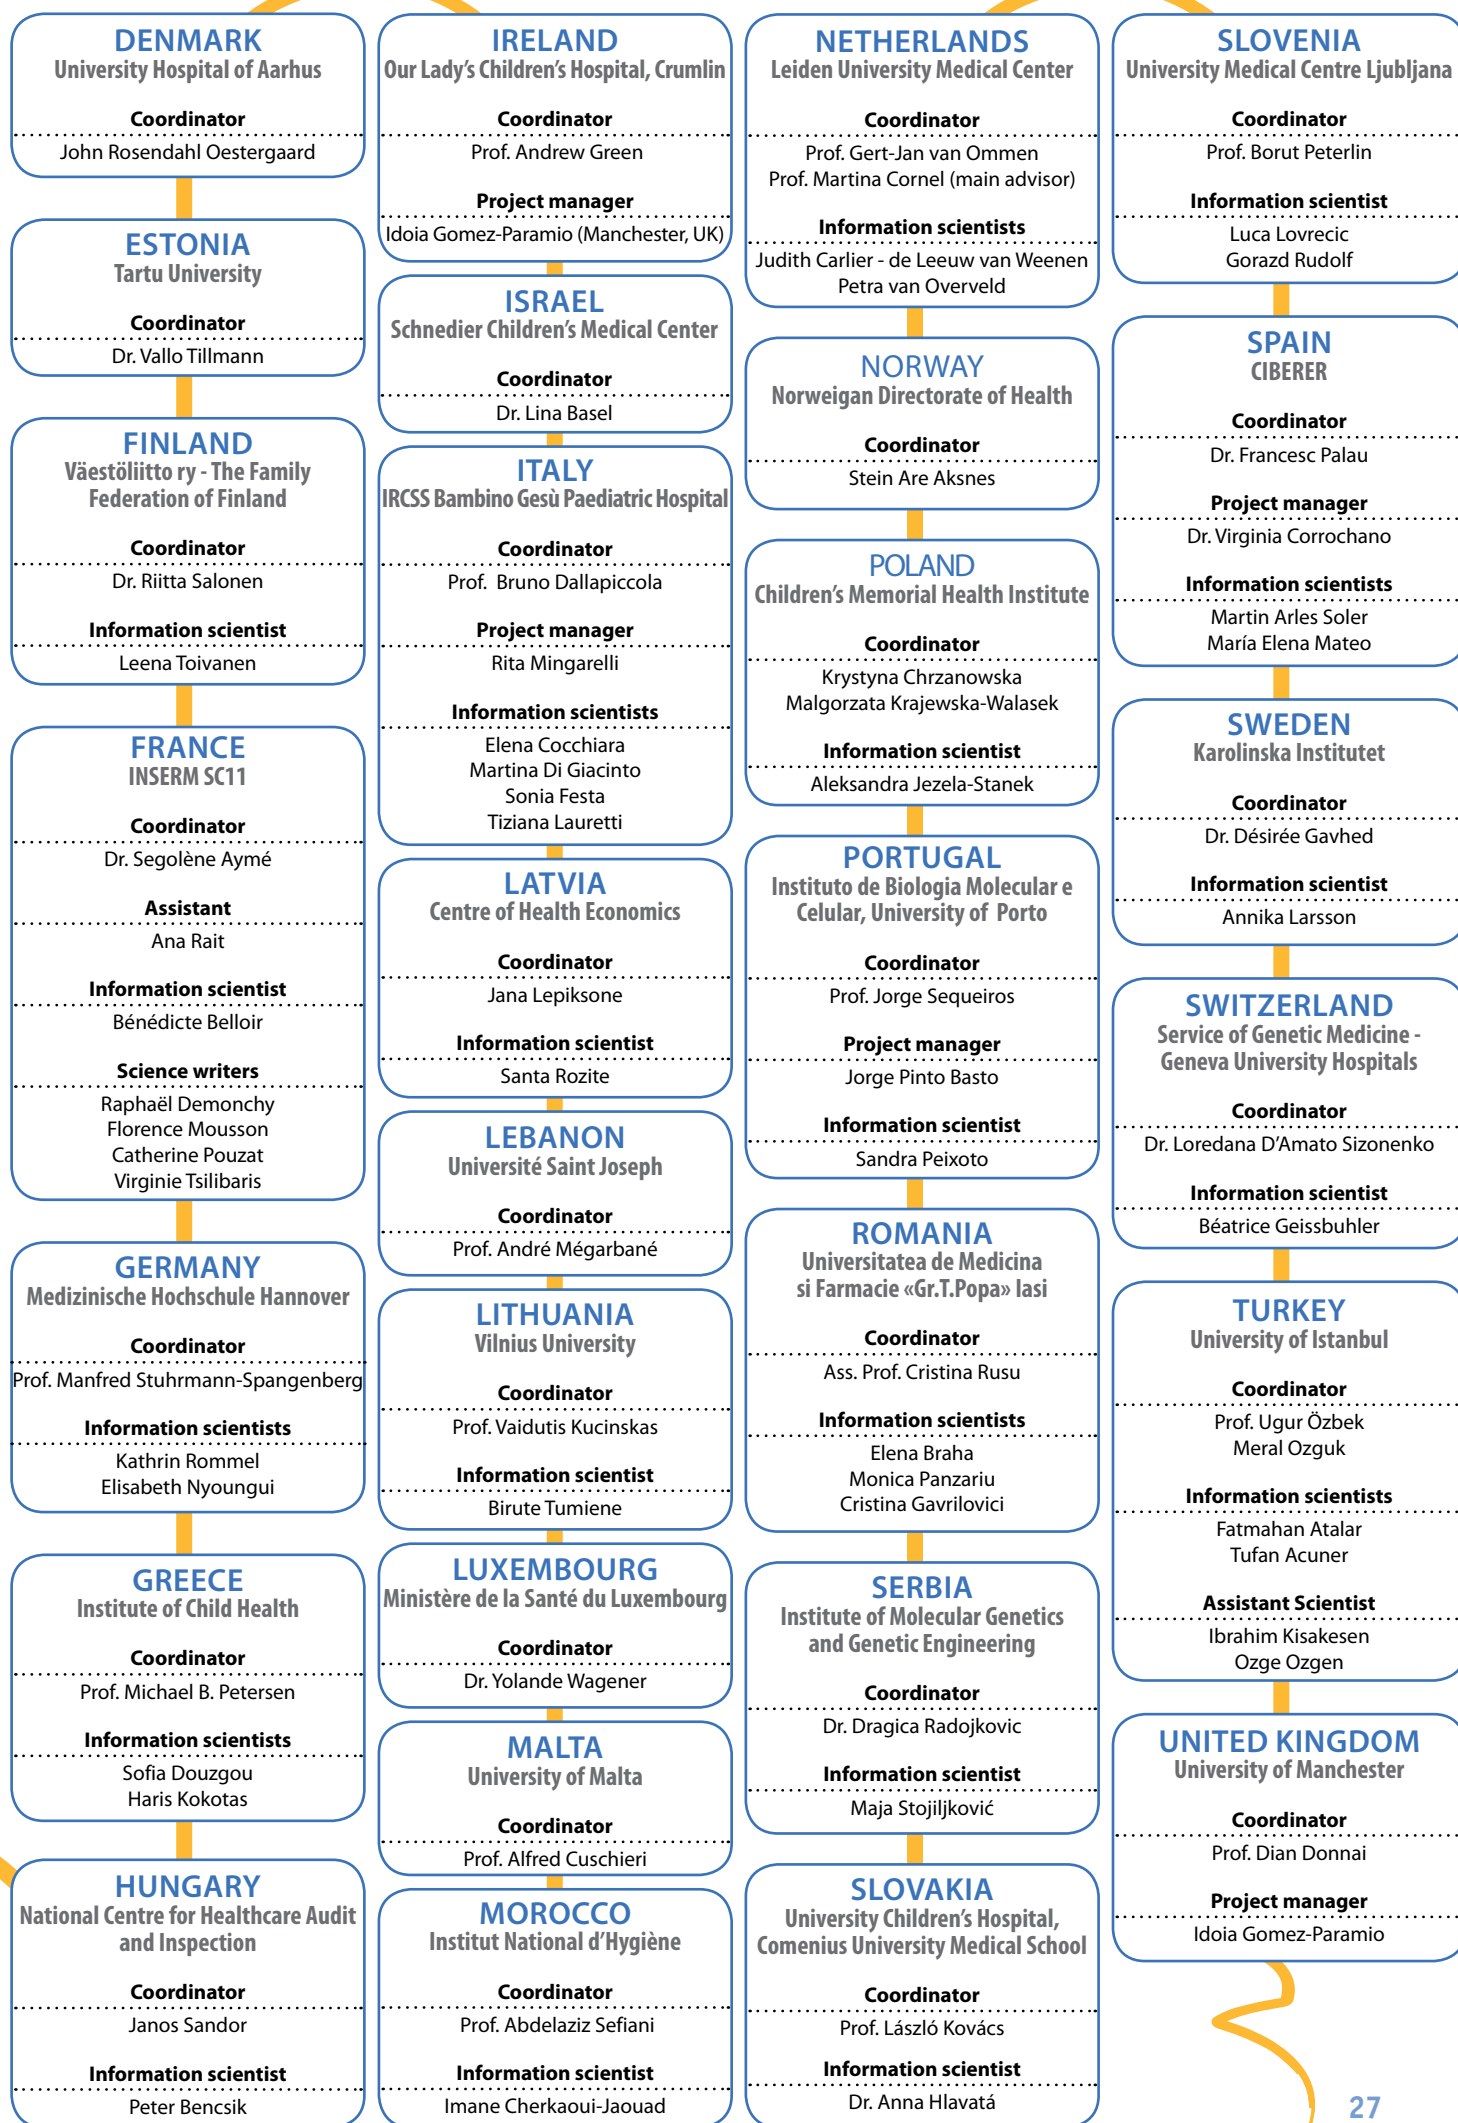 DENMARK
University Hospital of Aarhus
Coordinator
John Rosendahl Oestergaard
ESTONIA
Tartu University
Coordinator
Dr. Vallo Tillmann
FINLAND
Väestöliitto ry - The Family
Federation of Finland
Coordinator
Dr. Riitta Salonen
Information scientist
Leena Toivanen
FRANCE
INSERM SC11
Coordinator
Dr. Segolène Aymé
Assistant
Ana Rait
Information scientist
Bénédicte Belloir
Science writers
Raphaël Demonchy
Florence Mousson
Catherine Pouzat
Virginie Tsilibaris
GERMANY
Medizinische Hochschule Hannover
Coordinator
Prof. Manfred Stuhrmann-Spangenberg
Information scientists
Kathrin Rommel
Elisabeth Nyoungui
GREECE
Institute of Child Health
Coordinator
Prof. Michael B. Petersen
Information scientists
Sofia Douzgou
Haris Kokotas
HUNGARY
National Centre for Healthcare Audit
and Inspection
Coordinator
Janos Sandor
Information scientist
Peter Bencsik
IRELAND
Our Lady's Children's Hospital, Crumlin
Coordinator
Prof. Andrew Green
Project manager
Idoia Gomez-Paramio (Manchester, UK)
ISRAEL
Schnedier Children's Medical Center
Coordinator
Dr. Lina Basel
ITALY
IRCSS Bambino Gesù Paediatric Hospital
Coordinator
Prof. Bruno Dallapiccola
Project manager
Rita Mingarelli
Information scientists
Elena Cocchiara
Martina Di Giacinto
Sonia Festa
Tiziana Lauretti
LATVIA
Centre of Health Economics
Coordinator
Jana Lepiksone
Information scientist
Santa Rozite
LEBANON
Université Saint Joseph
Coordinator
Prof. André Mégarbané
LITHUANIA
Vilnius University
Coordinator
Prof. Vaidutis Kucinskas
Information scientist
Birute Tumiene
LUXEMBOURG
Ministère de la Santé du Luxembourg
Coordinator
Dr. Yolande Wagener
MALTA
University of Malta
Coordinator
Prof. Alfred Cuschieri
MOROCCO
Institut National d'Hygiène
Coordinator
Prof. Abdelaziz Sefiani
Information scientist
Imane Cherkaoui-Jaouad
NETHERLANDS
Leiden University Medical Center
Coordinator
Prof. Gert-Jan van Ommen
Prof. Martina Cornel (main advisor)
Information scientists
Judith Carlier - de Leeuw van Weenen
Petra van Overveld
NORWAY
Norweigan Directorate of Health
Coordinator
Stein Are Aksnes
POLAND
Children's Memorial Health Institute
Coordinator
Krystyna Chrzanowska
Malgorzata Krajewska-Walasek
Information scientist
Aleksandra Jezela-Stanek
PORTUGAL
Instituto de Biologia Molecular e
Celular, University of Porto
Coordinator
Prof. Jorge Sequeiros
Project manager
Jorge Pinto Basto
Information scientist
Sandra Peixoto
ROMANIA
Universitatea de Medicina
si Farmacie «Gr.T.Popa» Iasi
Coordinator
Ass. Prof. Cristina Rusu
Information scientists
Elena Braha
Monica Panzariu
Cristina Gavrilovici
SERBIA
Institute of Molecular Genetics
and Genetic Engineering
Coordinator
Dr. Dragica Radojkovic
Information scientist
Maja Stojiljković
SLOVAKIA
University Children's Hospital,
Comenius University Medical School
Coordinator
Prof. László Kovács
Information scientist
Dr. Anna Hlavatá
SLOVENIA
University Medical Centre Ljubljana
Coordinator
Prof. Borut Peterlin
Information scientist
Luca Lovrecic
Gorazd Rudolf
SPAIN
CIBERER
Coordinator
Dr. Francesc Palau
Project manager
Dr. Virginia Corrochano
Information scientists
Martin Arles Soler
María Elena Mateo
SWEDEN
Karolinska Institutet
Coordinator
Dr. Désirée Gavhed
Information scientist
Annika Larsson
SWITZERLAND
Service of Genetic Medicine -
Geneva University Hospitals
Coordinator
Dr. Loredana D'Amato Sizonenko
Information scientist
Béatrice Geissbuhler
TURKEY
University of Istanbul
Coordinator
Prof. Ugur Özbek
Meral Ozguk
Information scientists
Fatmahan Atalar
Tufan Acuner
Assistant Scientist
Ibrahim Kisakesen
Ozge Ozgen
UNITED KINGDOM
University of Manchester
Coordinator
Prof. Dian Donnai
Project manager
Idoia Gomez-Paramio
27